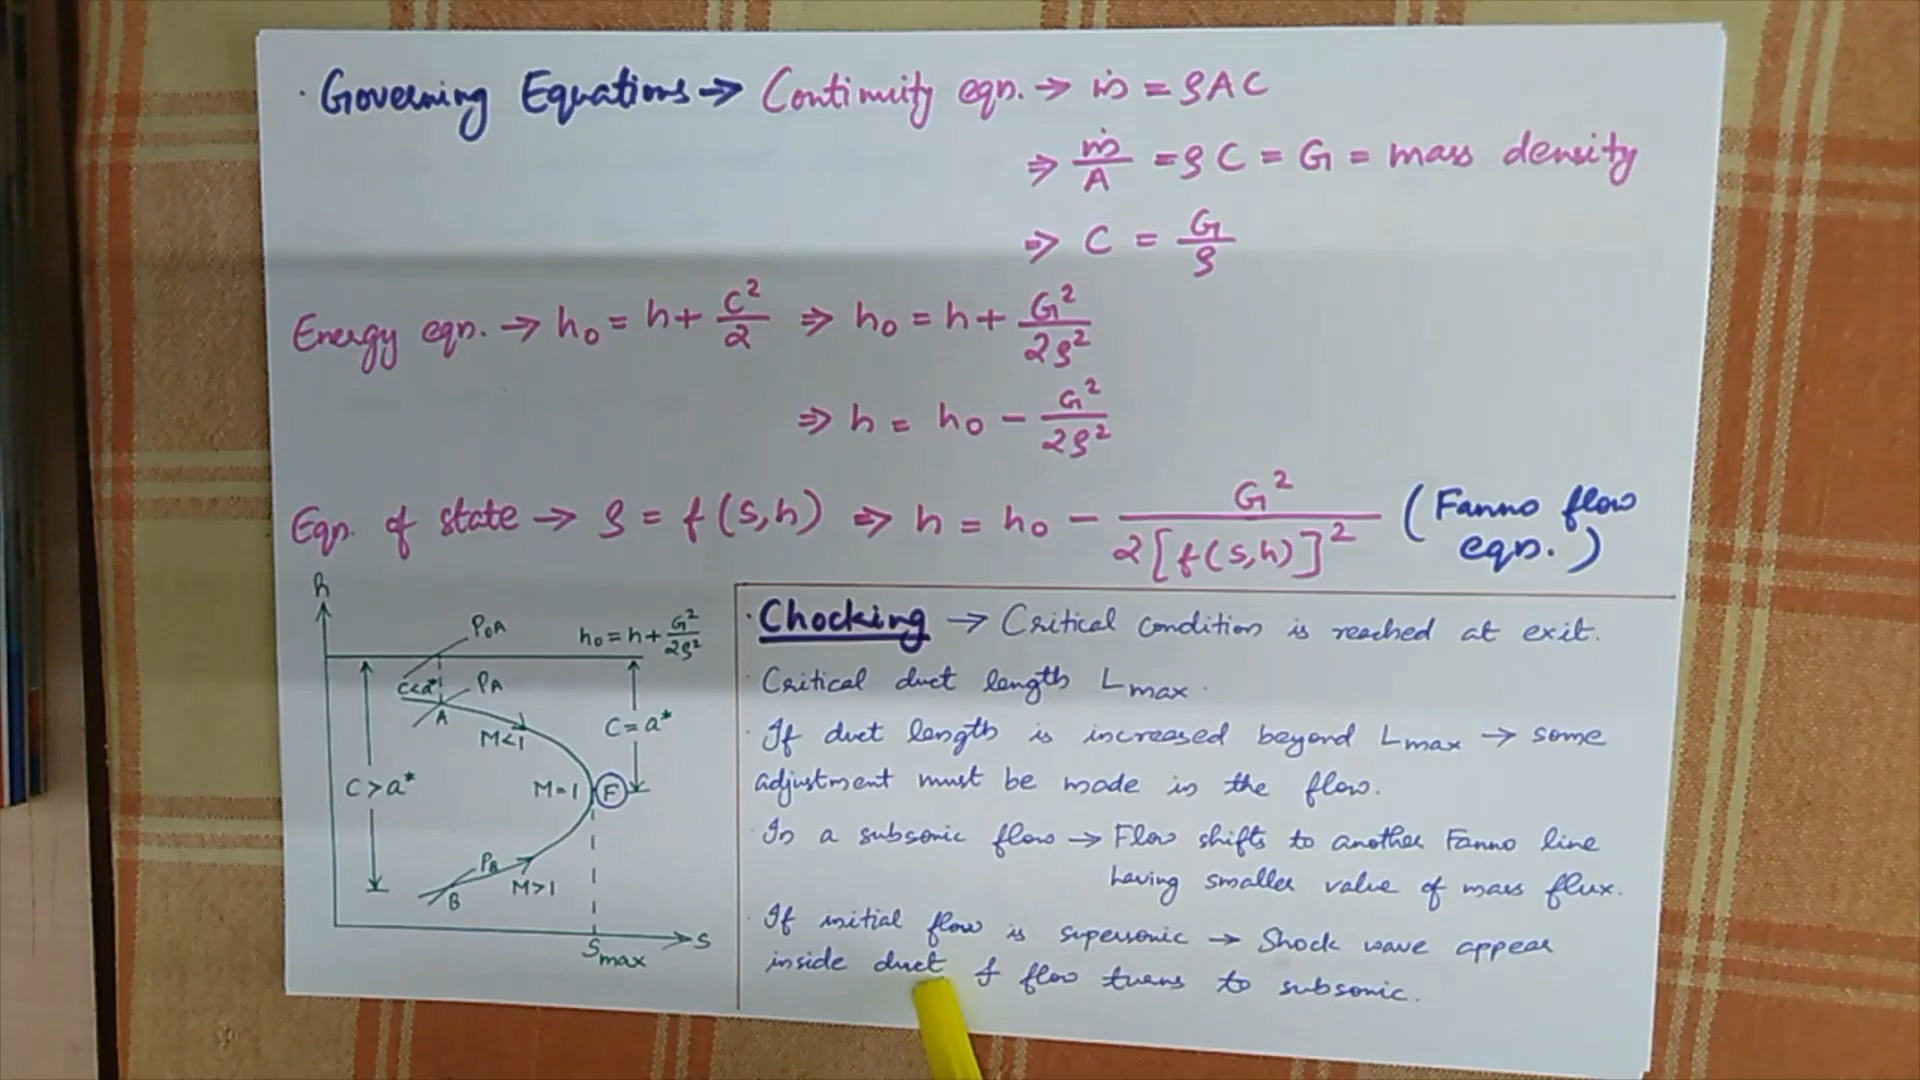 · Governing Equations → Continuity eqn. → ṁ = ρAC
⇒ ṁ/A = ρC = G = mass density
⇒ C = G/ρ
Energy eqn. → h₀ = h + C²/2 ⇒ h₀ = h + G²/2ρ²
⇒ h = h₀ − G²/2ρ²
Eqn. of state → ρ = f(s,h) ⇒ h = h₀ − G²/2[f(s,h)]² (Fanno flow
eqn.)
h
P₀A
h₀ = h + G²/2ρ²
C<a*
PA
A
M<1
C = a*
C > a*
M=1
F
PB
M>1
B
Smax
s
· Chocking → Critical condition is reached at exit.
· Critical duct length Lmax.
· If duct length is increased beyond Lmax → some
adjustment must be made in the flow.
· In a subsonic flow → Flow shifts to another Fanno line
having smaller value of mass flux.
· If initial flow is supersonic → Shock wave appear
inside duct & flow turns to subsonic.